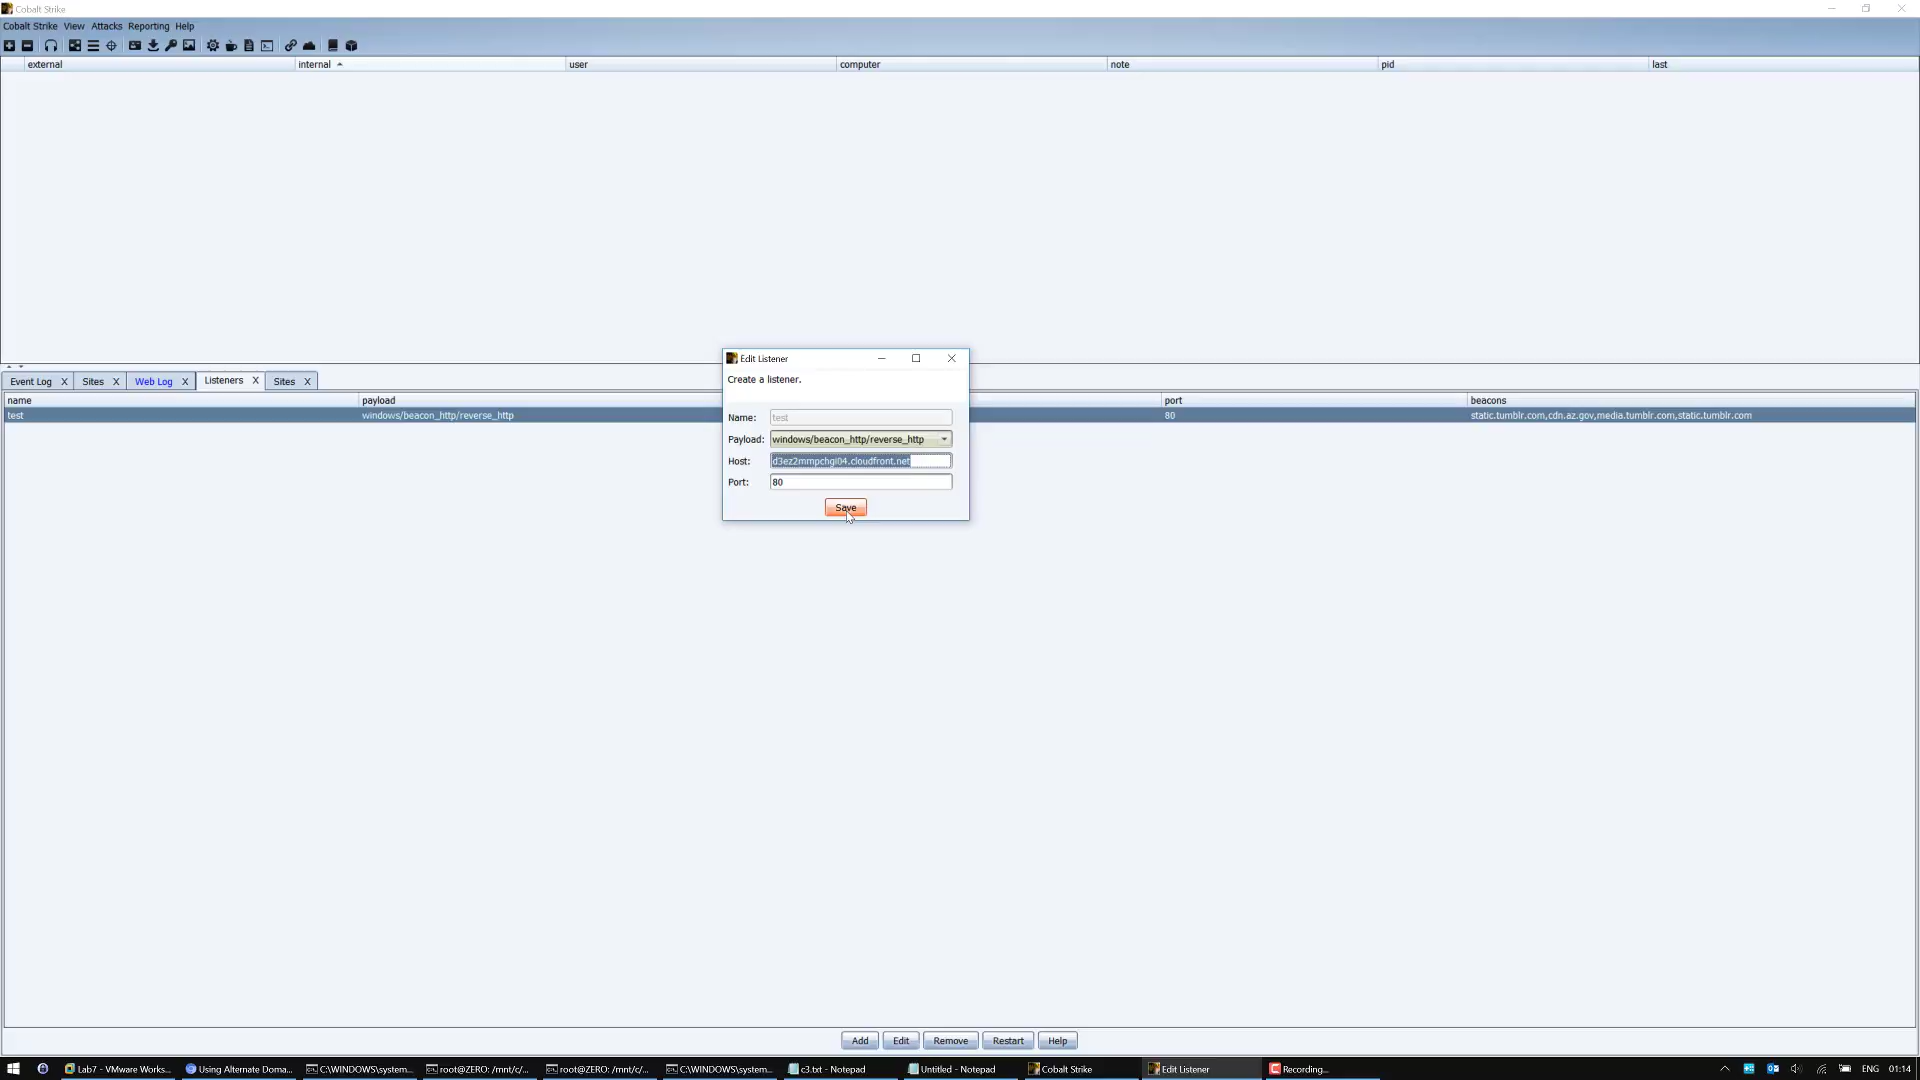 Cobalt Strike
Cobalt Strike View Attacks Reporting Help
external internal user computer note pid last
Event Log X Sites X Web Log X Listeners X Sites X
name payload port beacons
test windows/beacon_http/reverse_http 80 static.tumblr.com,cdn.az.gov,media.tumblr.com,static.tumblr.com
Edit Listener
Create a listener.
Name: test
Payload: windows/beacon_http/reverse_http
Host: d3ez2mmpchgi04.cloudfront.net
Port: 80
Save
Add Edit Remove Restart Help
Lab7 - VMware Works... Using Alternate Doma... C:\WINDOWS\system... root@ZERO: /mnt/c/... root@ZERO: /mnt/c/... C:\WINDOWS\system... c3.txt - Notepad Untitled - Notepad Cobalt Strike Edit Listener Recording... ENG 01:14